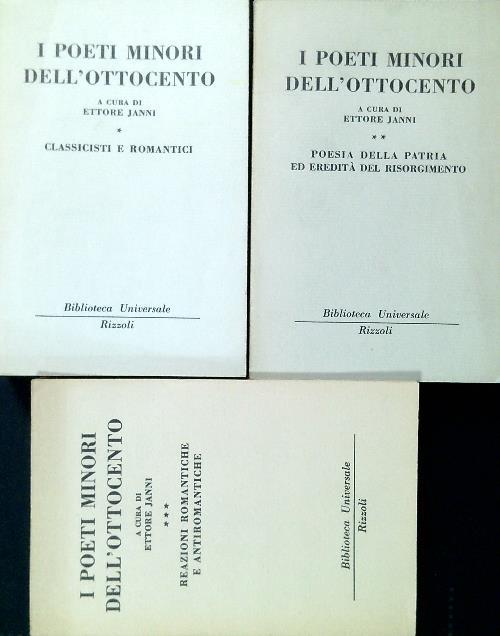 I POETI MINORI
DELL'OTTOCENTO
A CURA DI
ETTORE JANNI
*
CLASSICISTI E ROMANTICI
Biblioteca Universale
Rizzoli
I POETI MINORI
DELL'OTTOCENTO
A CURA DI
ETTORE JANNI
**
POESIA DELLA PATRIA
ED EREDITÀ DEL RISORGIMENTO
Biblioteca Universale
Rizzoli
I POETI MINORI
DELL'OTTOCENTO
A CURA DI
ETTORE JANNI
***
REAZIONI ROMANTICHE
E ANTIROMANTICHE
Biblioteca Universale
Rizzoli